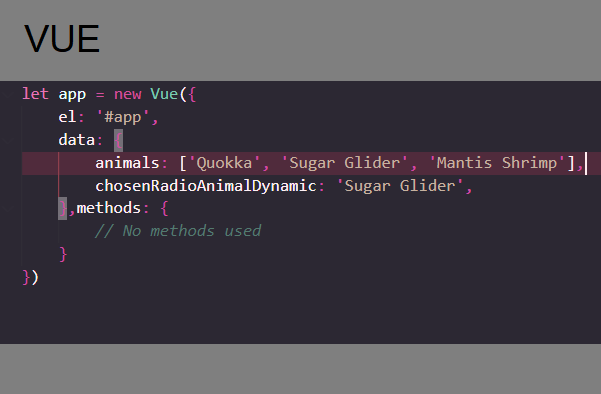 VUE
let app = new Vue({
    el: '#app',
    data: {
        animals: ['Quokka', 'Sugar Glider', 'Mantis Shrimp'],
        chosenRadioAnimalDynamic: 'Sugar Glider',
    },methods: {
        // No methods used
    }
})